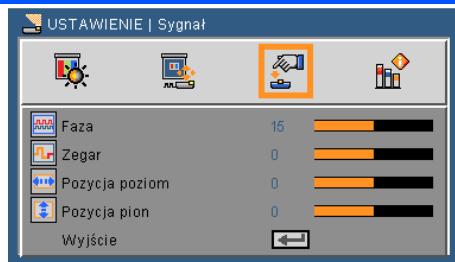 USTAWIENIE | Sygnał
Faza 15
Zegar 0
Pozycja poziom 0
Pozycja pion 0
Wyjście